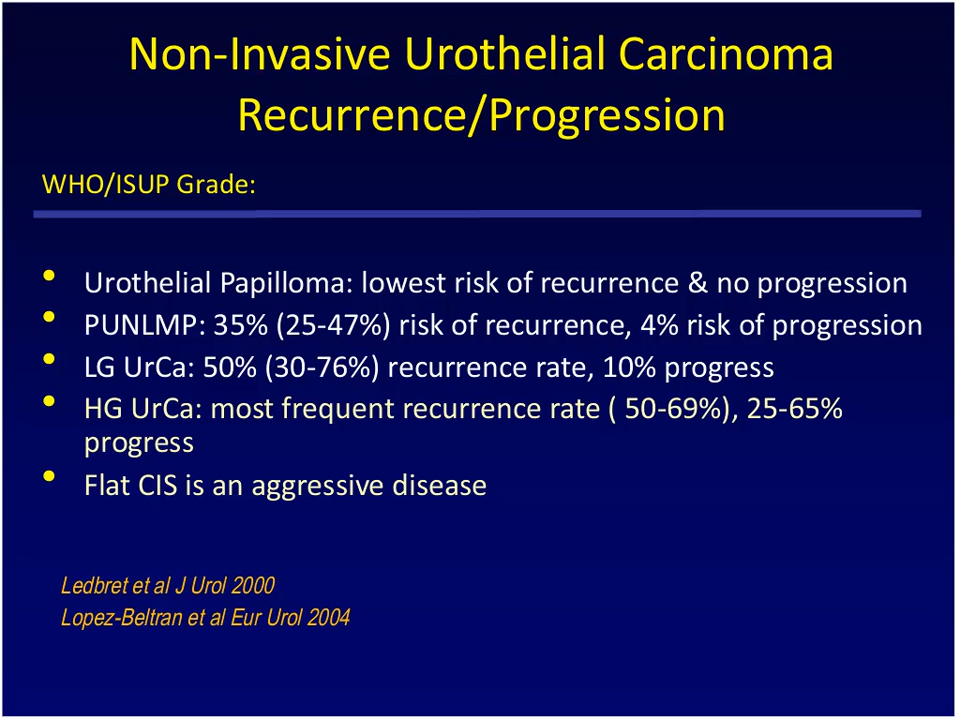 Non-Invasive Urothelial Carcinoma
Recurrence/Progression
WHO/ISUP Grade:
• Urothelial Papilloma: lowest risk of recurrence & no progression
• PUNLMP: 35% (25-47%) risk of recurrence, 4% risk of progression
• LG UrCa: 50% (30-76%) recurrence rate, 10% progress
• HG UrCa: most frequent recurrence rate ( 50-69%), 25-65%
progress
• Flat CIS is an aggressive disease
Ledbret et al J Urol 2000
Lopez-Beltran et al Eur Urol 2004